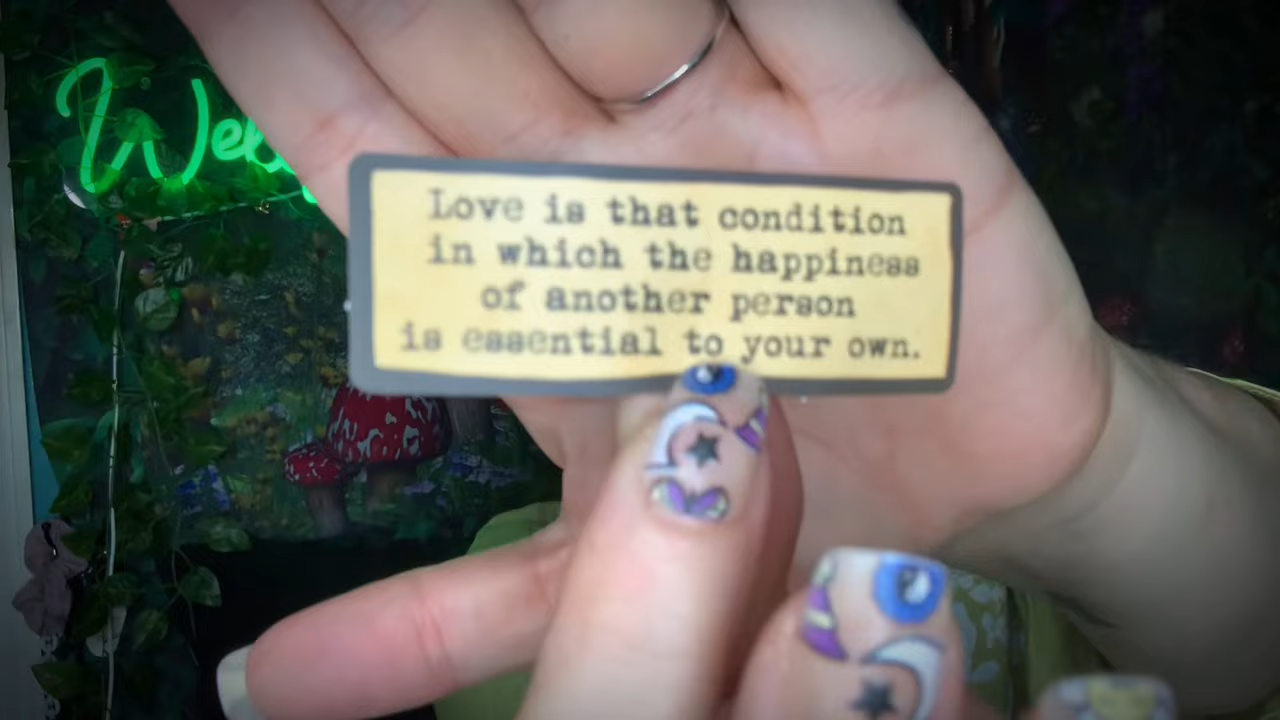 Love is that condition
in which the happiness
of another person
is essential to your own.